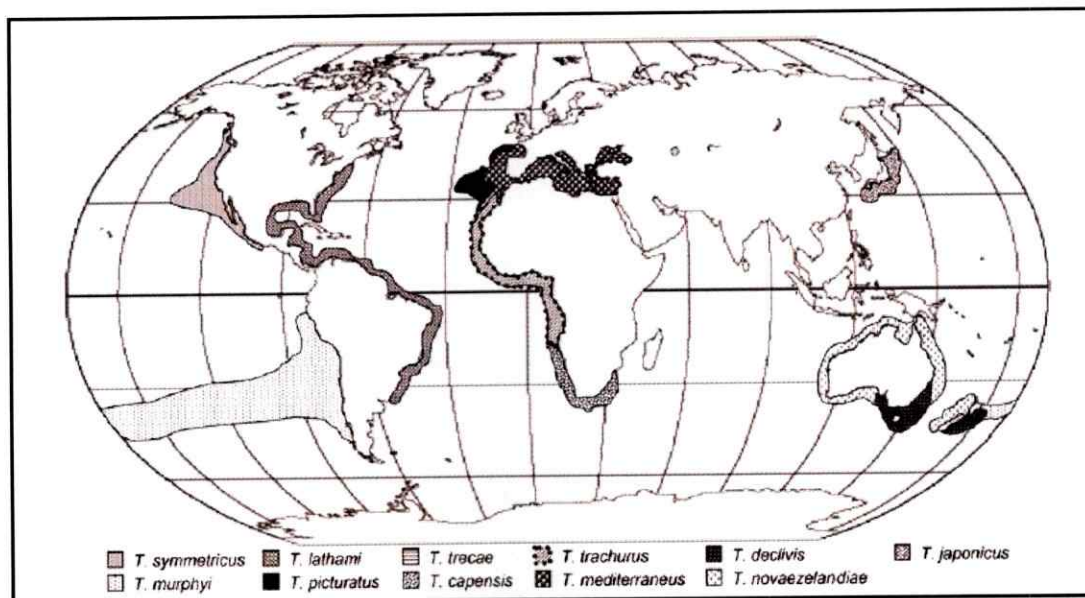 T. symmetricus T. lathami T. trecae T. trachurus T. declivis T. japonicus
T. murphyi T. picturatus T. capensis T. mediterraneus T. novaezelandiae